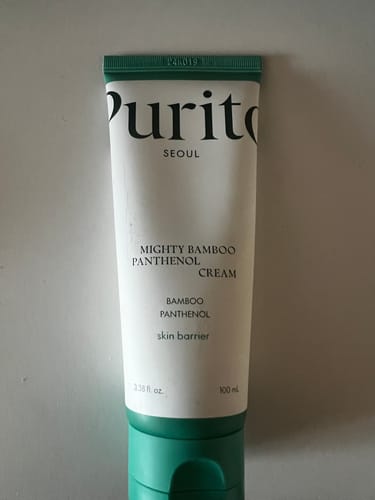 Purito
SEOUL
MIGHTY BAMBOO
PANTHENOL
CREAM
BAMBOO
PANTHENOL
skin barrier
3.38 fl. oz. 100 mL